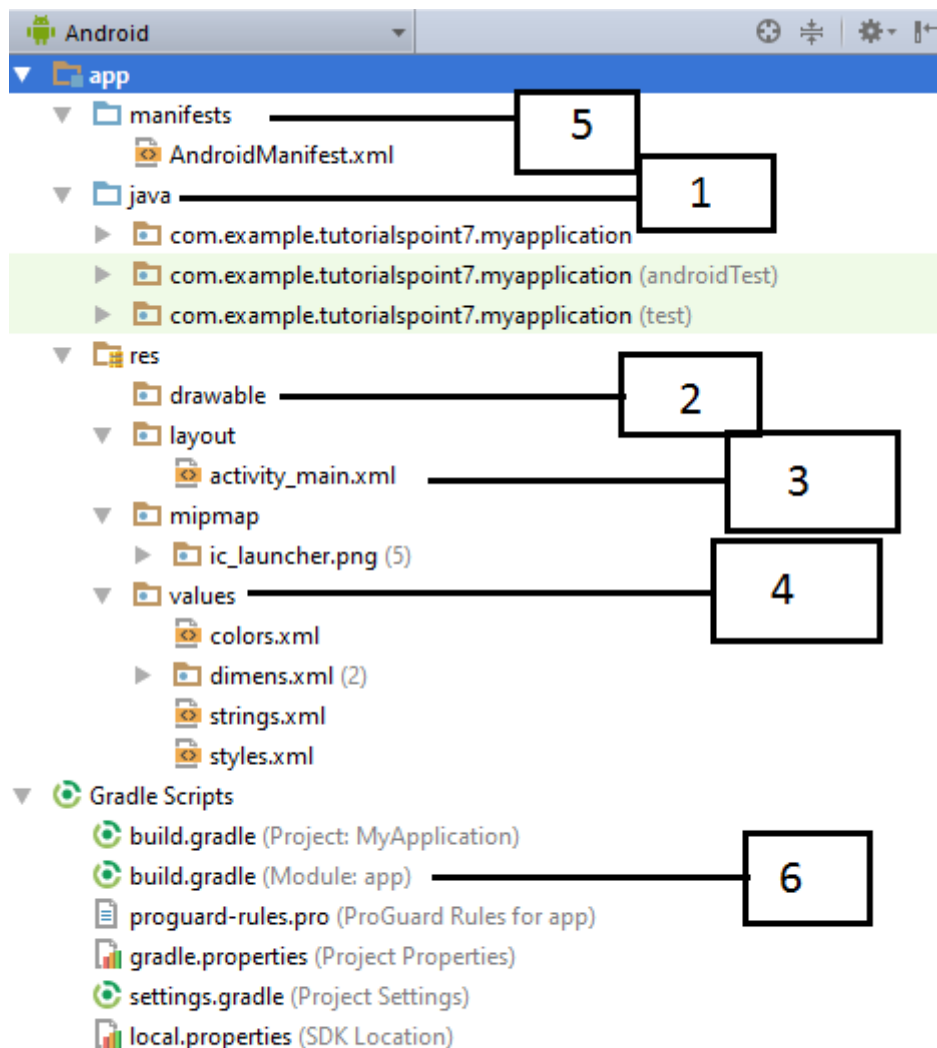 Android
app
manifests
5
AndroidManifest.xml
java
1
com.example.tutorialspoint7.myapplication
com.example.tutorialspoint7.myapplication (androidTest)
com.example.tutorialspoint7.myapplication (test)
res
drawable
2
layout
activity_main.xml
3
mipmap
ic_launcher.png (5)
values
4
colors.xml
dimens.xml (2)
strings.xml
styles.xml
Gradle Scripts
build.gradle (Project: MyApplication)
build.gradle (Module: app)
6
proguard-rules.pro (ProGuard Rules for app)
gradle.properties (Project Properties)
settings.gradle (Project Settings)
local.properties (SDK Location)